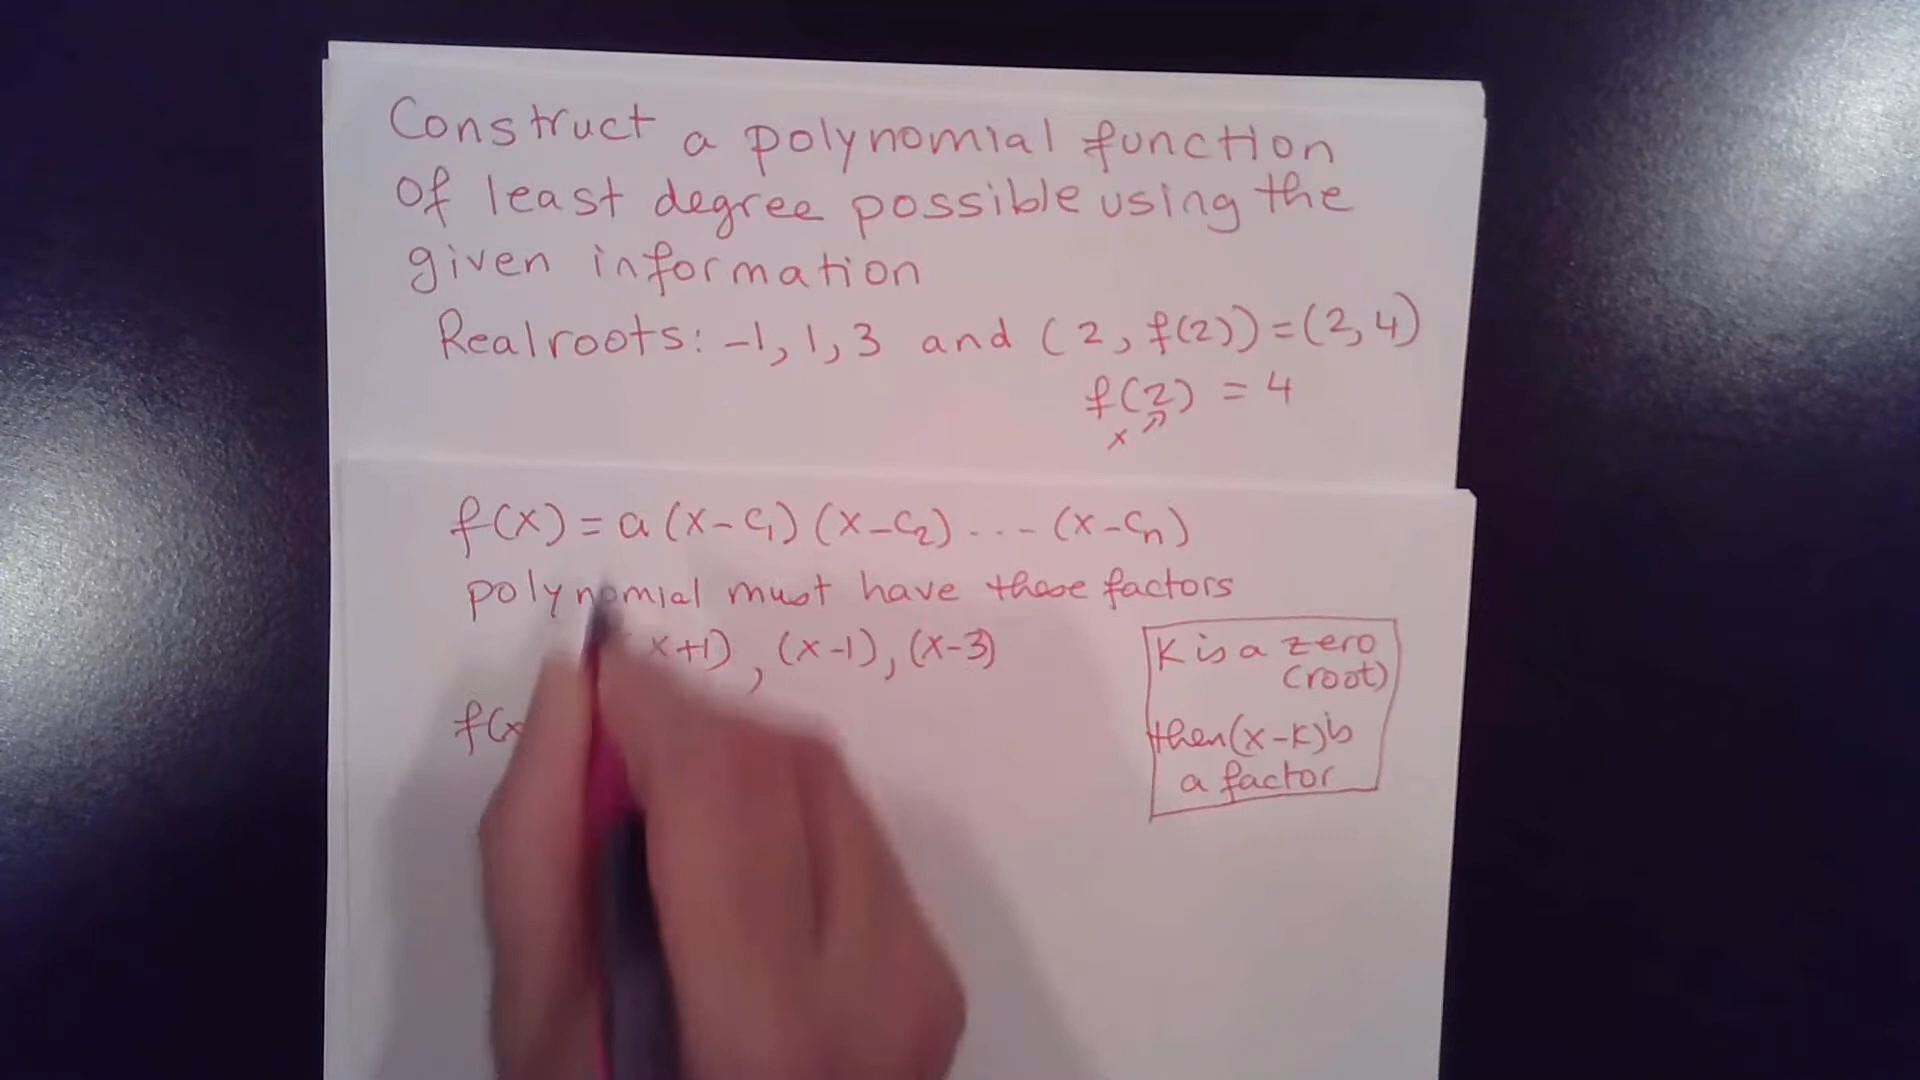 Construct a polynomial function
of least degree possible using the
given information
Real roots: -1, 1, 3 and (2, f(2)) = (2, 4)
f(2) = 4
x
f(x) = a (x - c₁) (x - c₂) ... (x - cₙ)
polynomial must have these factors
(x+1), (x-1), (x-3)
K is a zero
(root)
f(x
then (x-K) is
a factor